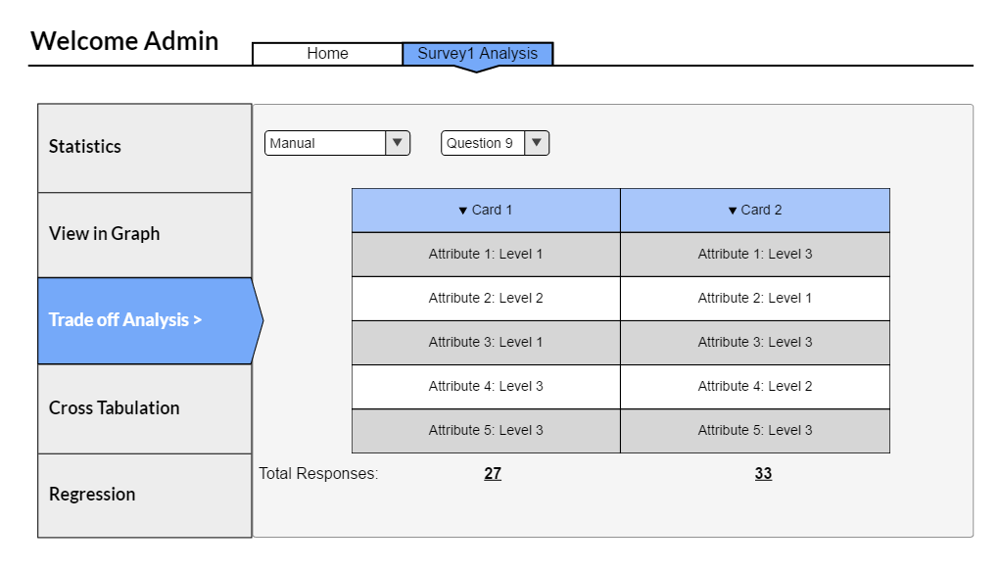 Welcome Admin
Home
Survey1 Analysis
Statistics
View in Graph
Trade off Analysis >
Cross Tabulation
Regression
Manual
Question 9
Card 1
Card 2
Attribute 1: Level 1
Attribute 1: Level 3
Attribute 2: Level 2
Attribute 2: Level 1
Attribute 3: Level 1
Attribute 3: Level 3
Attribute 4: Level 3
Attribute 4: Level 2
Attribute 5: Level 3
Attribute 5: Level 3
Total Responses:
27
33